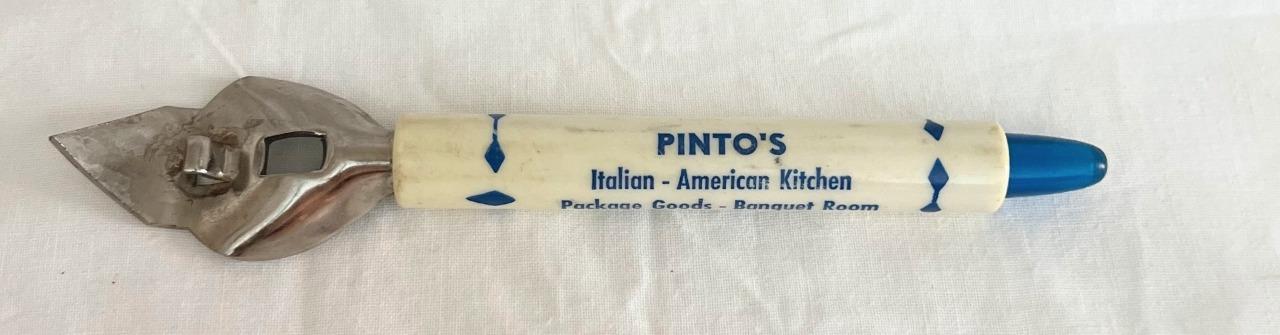 PINTO'S
Italian - American Kitchen
Package Goods - Banquet Room